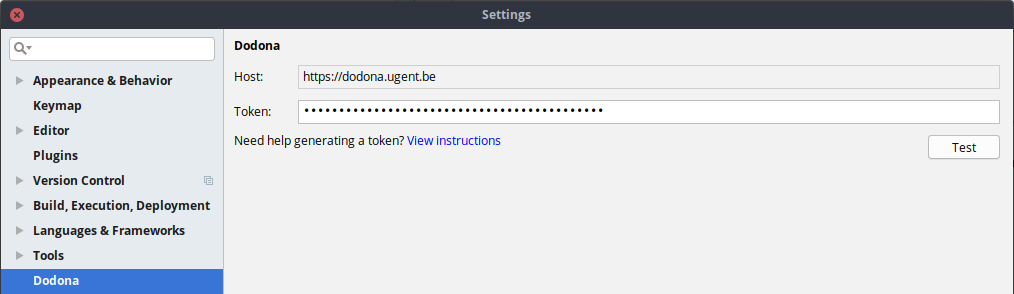 Settings
Appearance & Behavior
Keymap
Editor
Plugins
Version Control
Build, Execution, Deployment
Languages & Frameworks
Tools
Dodona
Dodona
Host: https://dodona.ugent.be
Token: •••••••••••••••••••••••••••••••••••••••••••
Need help generating a token? View instructions
Test